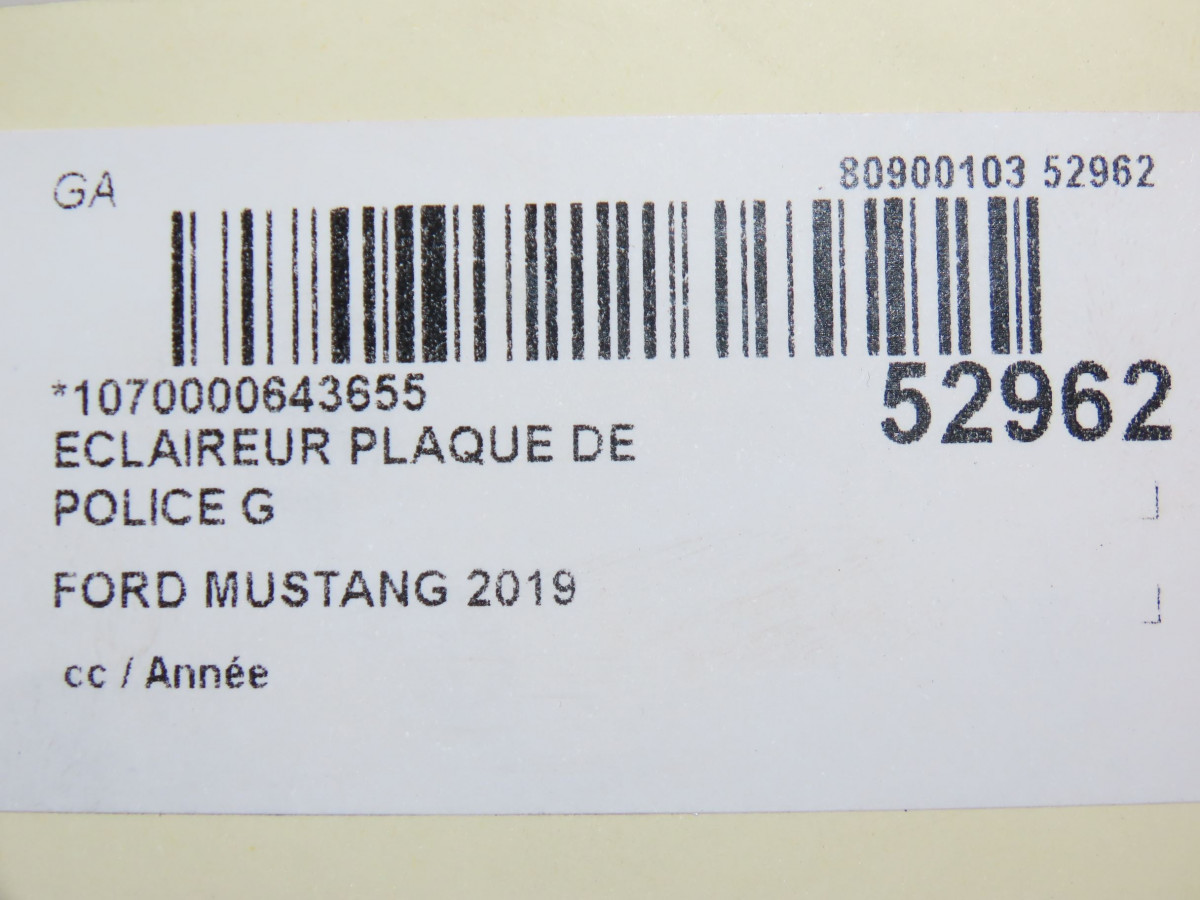 GA
80900103 52962
*1070000643655
52962
ECLAIREUR PLAQUE DE
POLICE G
FORD MUSTANG 2019
cc / Année